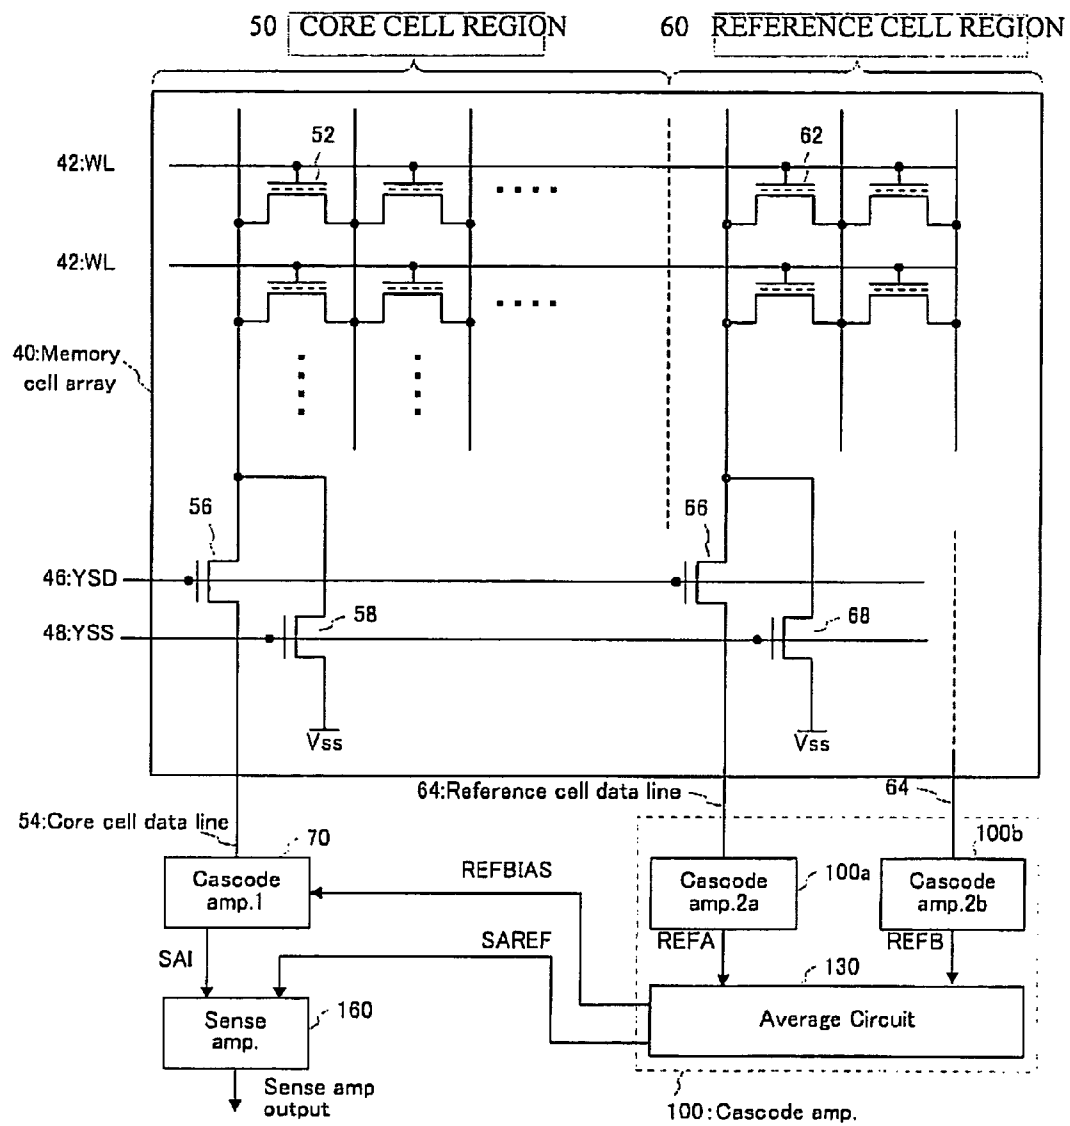 50 CORE CELL REGION
60 REFERENCE CELL REGION
52
62
42:WL
42:WL
40:Memory
cell array
56
66
46:YSD
58
68
48:YSS
Vss
Vss
64:Reference cell data line
64
54:Core cell data line
70
100b
REFBIAS
100a
Cascode
amp.1
Cascode
amp.2a
Cascode
amp.2b
SAREF
REFA
REFB
SAI
130
160
Sense
amp.
Average Circuit
Sense amp
output
100:Cascode amp.